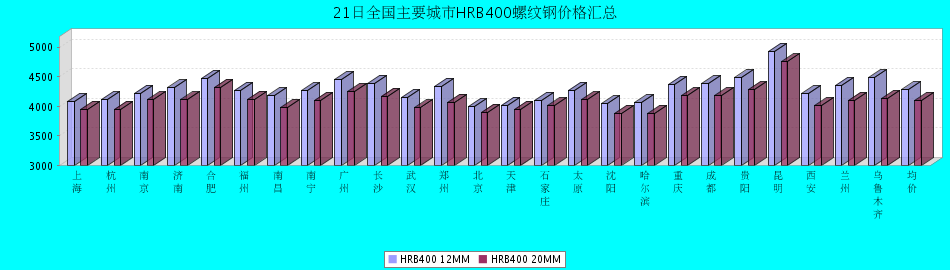 21日全国主要城市HRB400螺纹钢价格汇总
5000
4500
4000
3500
3000
上海
杭州
南京
济南
合肥
福州
南昌
南宁
广州
长沙
武汉
郑州
北京
天津
石家庄
太原
沈阳
哈尔滨
重庆
成都
贵阳
昆明
西安
兰州
乌鲁木齐
均价
HRB400 12MM
HRB400 20MM